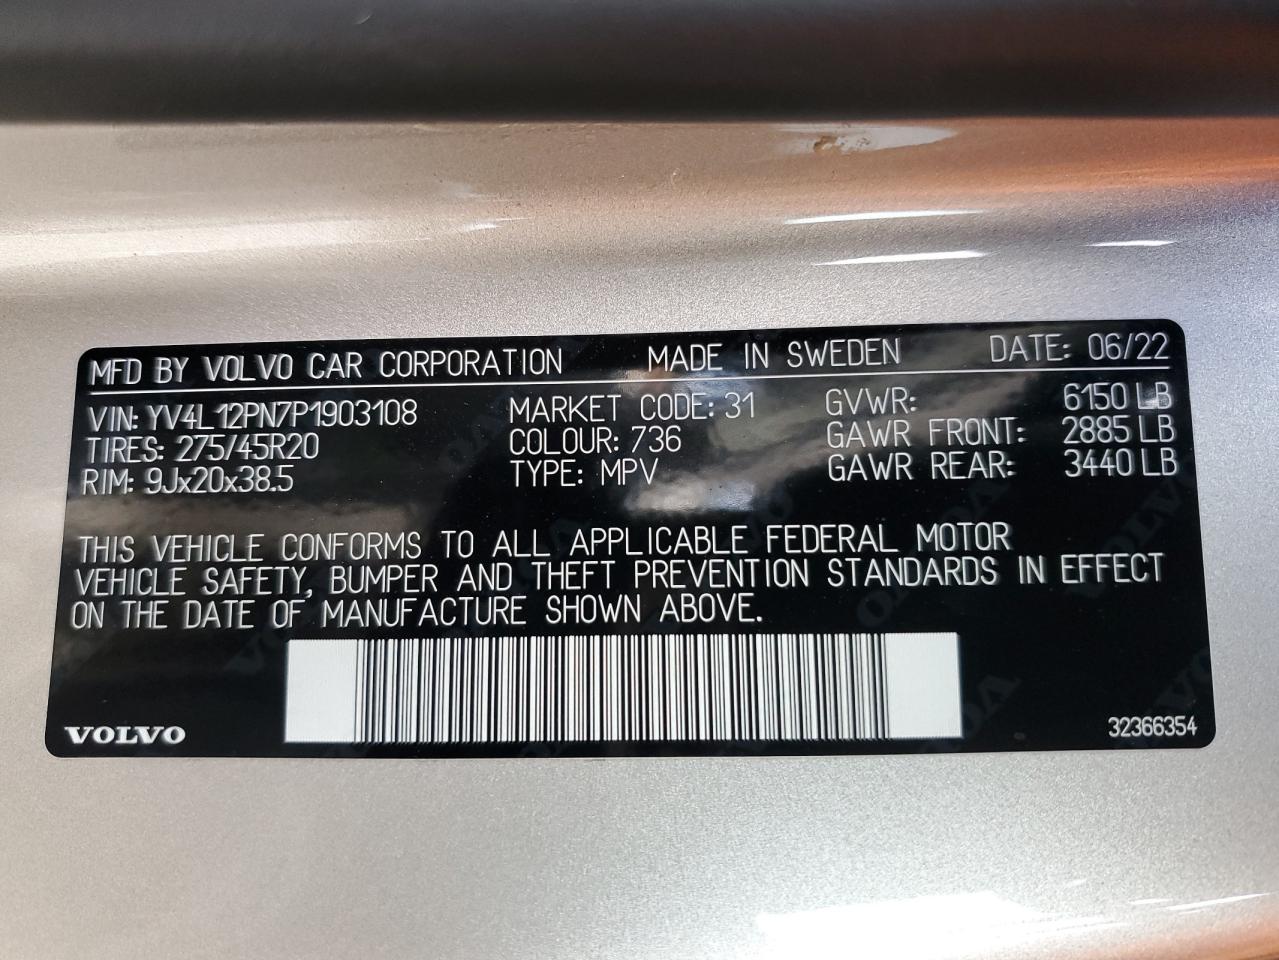 MFD BY VOLVO CAR CORPORATION MADE IN SWEDEN DATE: 06/22
VIN: YV4L12PN7P1903108 MARKET CODE: 31 GVWR: 6150 LB
TIRES: 275/45R20 COLOUR: 736 GAWR FRONT: 2885 LB
RIM: 9Jx20x38.5 TYPE: MPV GAWR REAR: 3440 LB
THIS VEHICLE CONFORMS TO ALL APPLICABLE FEDERAL MOTOR
VEHICLE SAFETY, BUMPER AND THEFT PREVENTION STANDARDS IN EFFECT
ON THE DATE OF MANUFACTURE SHOWN ABOVE.
VOLVO 32366354